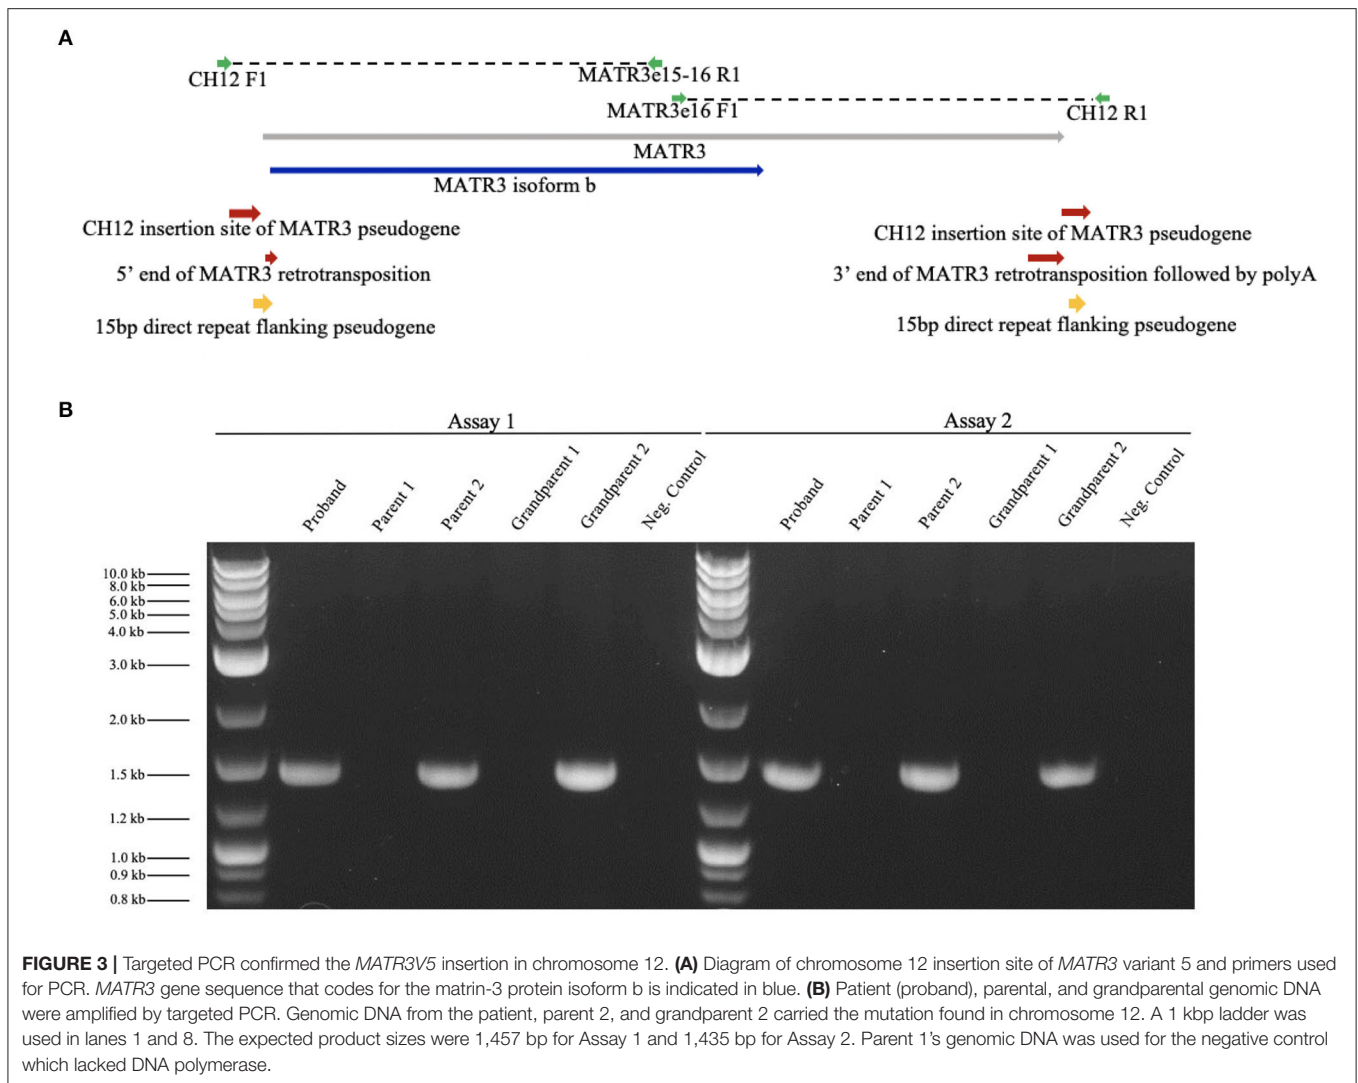 A
CH12 F1
MATR3e15-16 R1
MATR3e16 F1
CH12 R1
MATR3
MATR3 isoform b
CH12 insertion site of MATR3 pseudogene
CH12 insertion site of MATR3 pseudogene
5’ end of MATR3 retrotransposition
3’ end of MATR3 retrotransposition followed by polyA
15bp direct repeat flanking pseudogene
15bp direct repeat flanking pseudogene
B
Assay 1
Assay 2
Proband
Parent 1
Parent 2
Grandparent 1
Grandparent 2
Neg. Control
Proband
Parent 1
Parent 2
Grandparent 1
Grandparent 2
Neg. Control
10.0 kb
8.0 kb
6.0 kb
5.0 kb
4.0 kb
3.0 kb
2.0 kb
1.5 kb
1.2 kb
1.0 kb
0.9 kb
0.8 kb
FIGURE 3 | Targeted PCR confirmed the MATR3V5 insertion in chromosome 12. (A) Diagram of chromosome 12 insertion site of MATR3 variant 5 and primers used
for PCR. MATR3 gene sequence that codes for the matrin-3 protein isoform b is indicated in blue. (B) Patient (proband), parental, and grandparental genomic DNA
were amplified by targeted PCR. Genomic DNA from the patient, parent 2, and grandparent 2 carried the mutation found in chromosome 12. A 1 kbp ladder was
used in lanes 1 and 8. The expected product sizes were 1,457 bp for Assay 1 and 1,435 bp for Assay 2. Parent 1’s genomic DNA was used for the negative control
which lacked DNA polymerase.